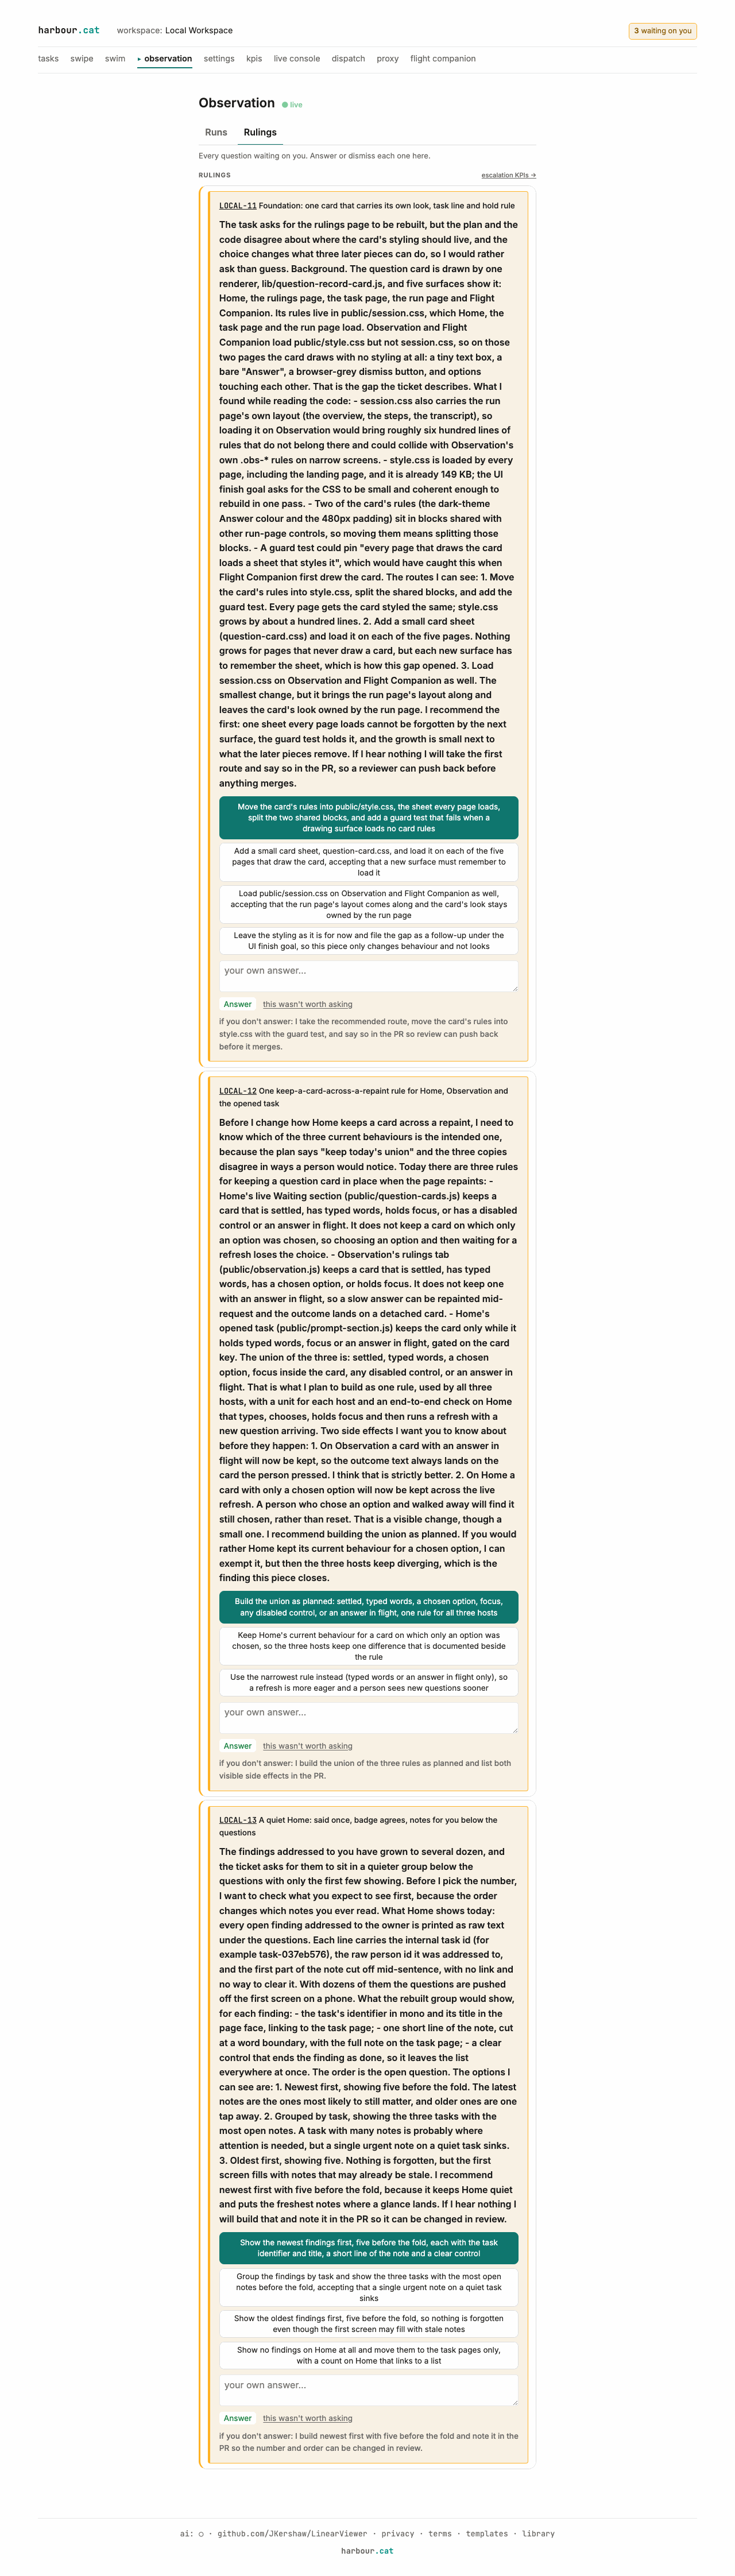 harbour.cat workspace: Local Workspace 3 waiting on you
tasks swipe swim ▸ observation settings kpis live console dispatch proxy flight companion
Observation ● live
Runs Rulings
Every question waiting on you. Answer or dismiss each one here.
RULINGS escalation KPIs →
LOCAL-11 Foundation: one card that carries its own look, task line and hold rule
The task asks for the rulings page to be rebuilt, but the plan and the
code disagree about where the card's styling should live, and the
choice changes what three later pieces can do, so I would rather
ask than guess. Background. The question card is drawn by one
renderer, lib/question-record-card.js, and five surfaces show it:
Home, the rulings page, the task page, the run page and Flight
Companion. Its rules live in public/session.css, which Home, the
task page and the run page load. Observation and Flight
Companion load public/style.css but not session.css, so on those
two pages the card draws with no styling at all: a tiny text box, a
bare "Answer", a browser-grey dismiss button, and options
touching each other. That is the gap the ticket describes. What I
found while reading the code: - session.css also carries the run
page's own layout (the overview, the steps, the transcript), so
loading it on Observation would bring roughly six hundred lines of
rules that do not belong there and could collide with Observation's
own .obs-* rules on narrow screens. - style.css is loaded by every
page, including the landing page, and it is already 149 KB; the UI
finish goal asks for the CSS to be small and coherent enough to
rebuild in one pass. - Two of the card's rules (the dark-theme
Answer colour and the 480px padding) sit in blocks shared with
other run-page controls, so moving them means splitting those
blocks. - A guard test could pin "every page that draws the card
loads a sheet that styles it", which would have caught this when
Flight Companion first drew the card. The routes I can see: 1. Move
the card's rules into style.css, split the shared blocks, and add the
guard test. Every page gets the card styled the same; style.css
grows by about a hundred lines. 2. Add a small card sheet
(question-card.css) and load it on each of the five pages. Nothing
grows for pages that never draw a card, but each new surface has
to remember the sheet, which is how this gap opened. 3. Load
session.css on Observation and Flight Companion as well. The
smallest change, but it brings the run page's layout along and
leaves the card's look owned by the run page. I recommend the
first: one sheet every page loads cannot be forgotten by the next
surface, the guard test holds it, and the growth is small next to
what the later pieces remove. If I hear nothing I will take the first
route and say so in the PR, so a reviewer can push back before
anything merges.
Move the card's rules into public/style.css, the sheet every page loads,
split the two shared blocks, and add a guard test that fails when a
drawing surface loads no card rules
Add a small card sheet, question-card.css, and load it on each of the five
pages that draw the card, accepting that a new surface must remember to
load it
Load public/session.css on Observation and Flight Companion as well,
accepting that the run page's layout comes along and the card's look stays
owned by the run page
Leave the styling as it is for now and file the gap as a follow-up under the
UI finish goal, so this piece only changes behaviour and not looks
your own answer...
Answer this wasn't worth asking
if you don't answer: I take the recommended route, move the card's rules into
style.css with the guard test, and say so in the PR so review can push back
before it merges.
LOCAL-12 One keep-a-card-across-a-repaint rule for Home, Observation and
the opened task
Before I change how Home keeps a card across a repaint, I need to
know which of the three current behaviours is the intended one,
because the plan says "keep today's union" and the three copies
disagree in ways a person would notice. Today there are three rules
for keeping a question card in place when the page repaints: -
Home's live Waiting section (public/question-cards.js) keeps a
card that is settled, has typed words, holds focus, or has a disabled
control or an answer in flight. It does not keep a card on which only
an option was chosen, so choosing an option and then waiting for a
refresh loses the choice. - Observation's rulings tab
(public/observation.js) keeps a card that is settled, has typed
words, has a chosen option, or holds focus. It does not keep one
with an answer in flight, so a slow answer can be repainted mid-
request and the outcome lands on a detached card. - Home's
opened task (public/prompt-section.js) keeps the card only while it
holds typed words, focus or an answer in flight, gated on the card
key. The union of the three is: settled, typed words, a chosen
option, focus inside the card, any disabled control, or an answer in
flight. That is what I plan to build as one rule, used by all three
hosts, with a unit for each host and an end-to-end check on Home
that types, chooses, holds focus and then runs a refresh with a
new question arriving. Two side effects I want you to know about
before they happen: 1. On Observation a card with an answer in
flight will now be kept, so the outcome text always lands on the
card the person pressed. I think that is strictly better. 2. On Home a
card with only a chosen option will now be kept across the live
refresh. A person who chose an option and walked away will find it
still chosen, rather than reset. That is a visible change, though a
small one. I recommend building the union as planned. If you would
rather Home kept its current behaviour for a chosen option, I can
exempt it, but then the three hosts keep diverging, which is the
finding this piece closes.
Build the union as planned: settled, typed words, a chosen option, focus,
any disabled control, or an answer in flight, one rule for all three hosts
Keep Home's current behaviour for a card on which only an option was
chosen, so the three hosts keep one difference that is documented beside
the rule
Use the narrowest rule instead (typed words or an answer in flight only), so
a refresh is more eager and a person sees new questions sooner
your own answer...
Answer this wasn't worth asking
if you don't answer: I build the union of the three rules as planned and list both
visible side effects in the PR.
LOCAL-13 A quiet Home: said once, badge agrees, notes for you below the
questions
The findings addressed to you have grown to several dozen, and
the ticket asks for them to sit in a quieter group below the
questions with only the first few showing. Before I pick the number,
I want to check what you expect to see first, because the order
changes which notes you ever read. What Home shows today:
every open finding addressed to the owner is printed as raw text
under the questions. Each line carries the internal task id (for
example task-037eb576), the raw person id it was addressed to,
and the first part of the note cut off mid-sentence, with no link and
no way to clear it. With dozens of them the questions are pushed
off the first screen on a phone. What the rebuilt group would show,
for each finding: - the task's identifier in mono and its title in the
page face, linking to the task page; - one short line of the note, cut
at a word boundary, with the full note on the task page; - a clear
control that ends the finding as done, so it leaves the list
everywhere at once. The order is the open question. The options I
can see are: 1. Newest first, showing five before the fold. The latest
notes are the ones most likely to still matter, and older ones are one
tap away. 2. Grouped by task, showing the three tasks with the
most open notes. A task with many notes is probably where
attention is needed, but a single urgent note on a quiet task sinks.
3. Oldest first, showing five. Nothing is forgotten, but the first
screen fills with notes that may already be stale. I recommend
newest first with five before the fold, because it keeps Home quiet
and puts the freshest notes where a glance lands. If I hear nothing I
will build that and note it in the PR so it can be changed in review.
Show the newest findings first, five before the fold, each with the task
identifier and title, a short line of the note and a clear control
Group the findings by task and show the three tasks with the most open
notes before the fold, accepting that a single urgent note on a quiet task
sinks
Show the oldest findings first, five before the fold, so nothing is forgotten
even though the first screen may fill with stale notes
Show no findings on Home at all and move them to the task pages only,
with a count on Home that links to a list
your own answer...
Answer this wasn't worth asking
if you don't answer: I build newest first with five before the fold and note it in the
PR so the number and order can be changed in review.
ai: ○ · github.com/JKershaw/LinearViewer · privacy · terms · templates · library
harbour.cat